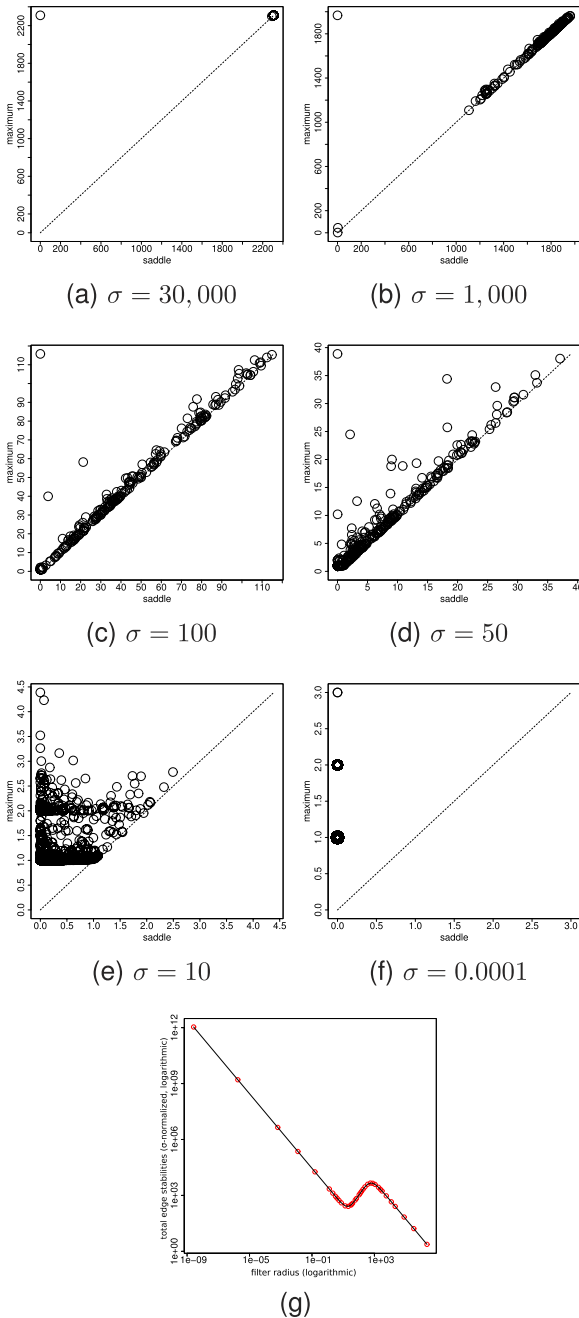 maximum
0 200 600 1000 1400 1800 2200
0 200 400 600 800 1000 1400 1800 2200
saddle
(a) σ = 30,000
maximum
0 200 600 1000 1400 1800
0 200 400 600 800 1000 1400 1800
saddle
(b) σ = 1,000
maximum
0 10 20 30 40 50 60 70 80 90 110
0 10 20 30 40 50 60 70 80 90 100 115
saddle
(c) σ = 100
maximum
0 5 10 15 20 25 30 35 40
0 5 10 15 20 25 30 35 40
saddle
(d) σ = 50
maximum
0.0 0.5 1.0 1.5 2.0 2.5 3.0 3.5 4.0 4.5
0.0 0.5 1.0 1.5 2.0 2.5 3.0 3.5 4.0 4.5
saddle
(e) σ = 10
maximum
0.0 0.5 1.0 1.5 2.0 2.5 3.0
0.0 0.5 1.0 1.5 2.0 2.5 3.0
saddle
(f) σ = 0.0001
total edge stabilities (σ-normalized, logarithmic)
1e+00 1e+03 1e+06 1e+09 1e+12
1e−09 1e−05 1e−01 1e+03
filter radius (logarithmic)
(g)